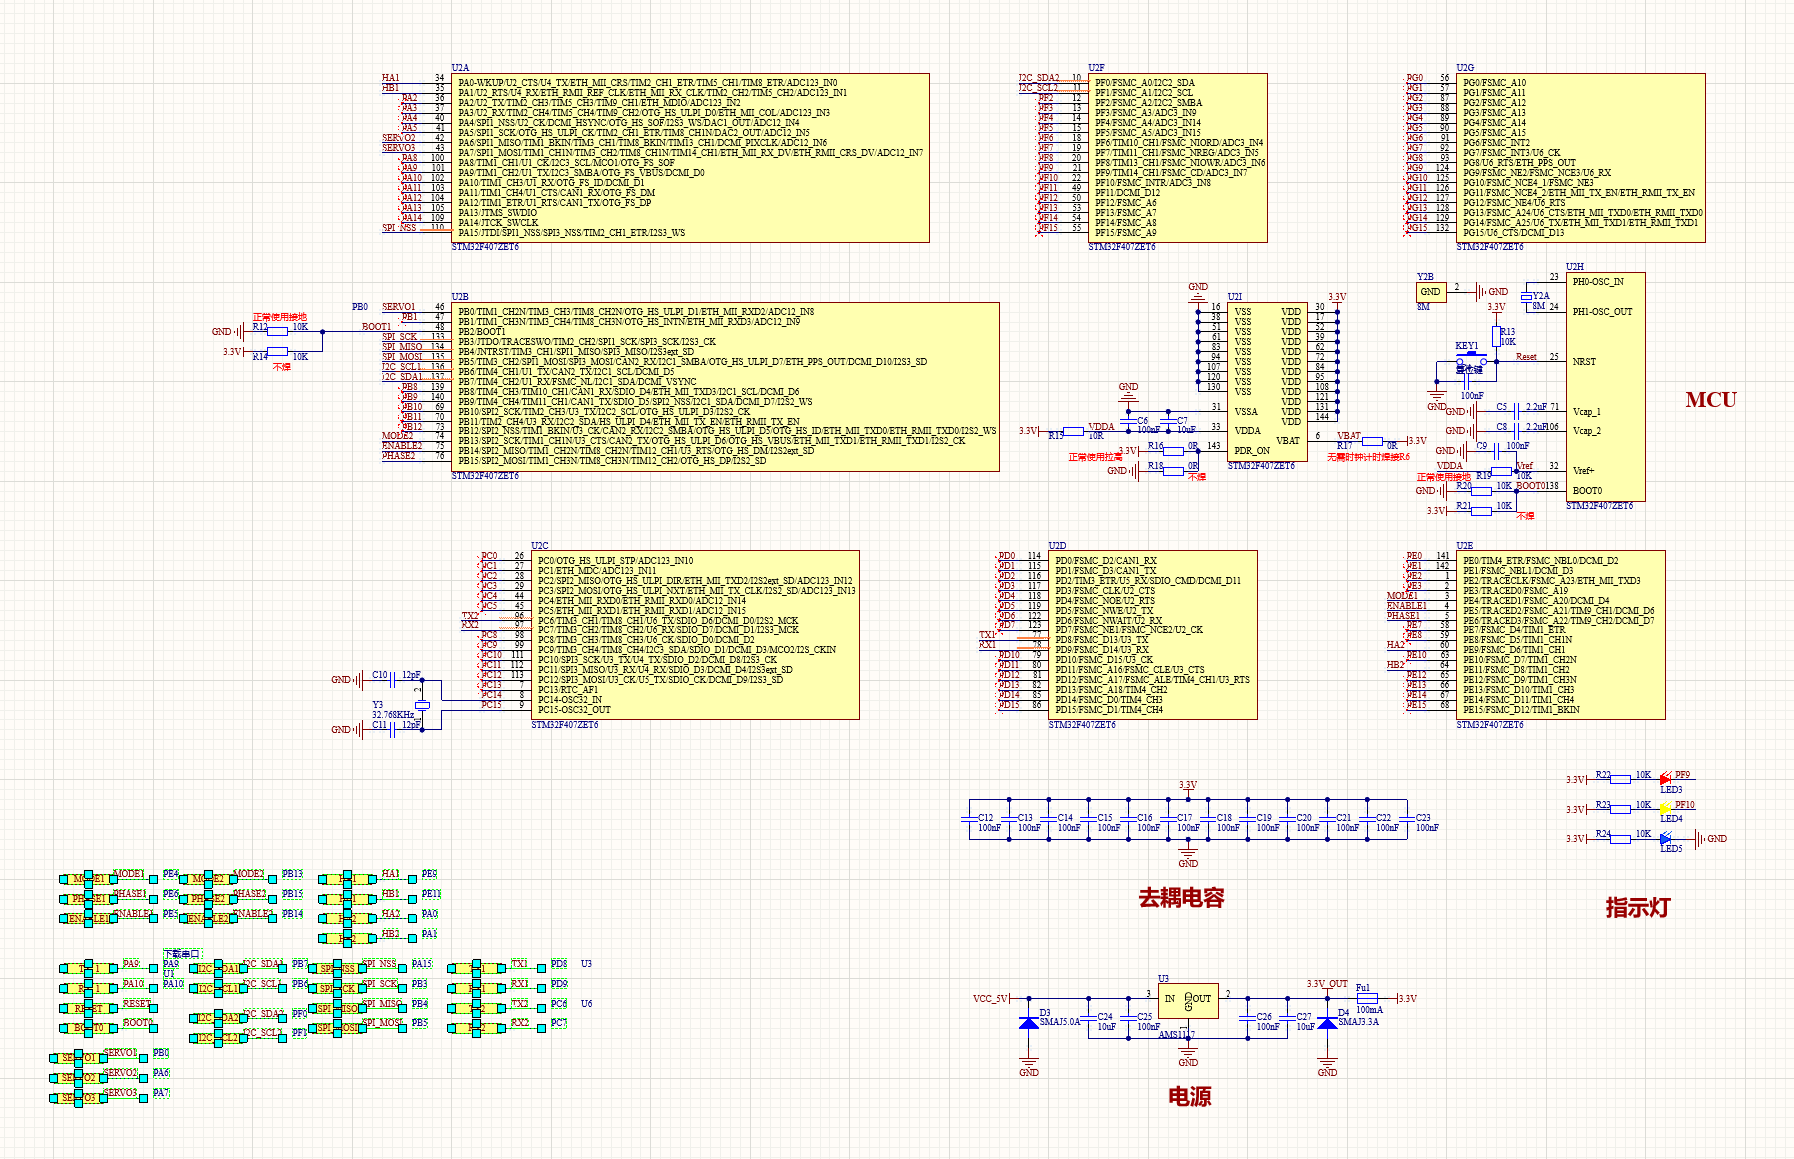 U2A
HA1 34 PA0-WKUP/U2_CTS/U4_TX/ETH_MII_CRS/TIM2_CH1_ETR/TIM5_CH1/TIM8_ETR/ADC123_IN0
HB1 35 PA1/U2_RTS/U4_RX/ETH_RMII_REF_CLK/ETH_MII_RX_CLK/TIM2_CH2/TIM5_CH2/ADC123_IN1
PA2 36 PA2/U2_TX/TIM2_CH3/TIM5_CH3/TIM9_CH1/ETH_MDIO/ADC123_IN2
PA3 37 PA3/U2_RX/TIM2_CH4/TIM5_CH4/TIM9_CH2/OTG_HS_ULPI_D0/ETH_MII_COL/ADC123_IN3
PA4 40 PA4/SPI1_NSS/U2_CK/DCMI_HSYNC/OTG_HS_SOF/I2S3_WS/DAC1_OUT/ADC12_IN4
PA5 41 PA5/SPI1_SCK/OTG_HS_ULPI_CK/TIM2_CH1_ETR/TIM8_CH1N/DAC2_OUT/ADC12_IN5
SERVO2 42 PA6/SPI1_MISO/TIM1_BKIN/TIM3_CH1/TIM8_BKIN/TIM13_CH1/DCMI_PIXCLK/ADC12_IN6
SERVO3 43 PA7/SPI1_MOSI/TIM1_CH1N/TIM3_CH2/TIM8_CH1N/TIM14_CH1/ETH_MII_RX_DV/ETH_RMII_CRS_DV/ADC12_IN7
PA8 100 PA8/TIM1_CH1/U1_CK/I2C3_SCL/MCO1/OTG_FS_SOF
PA9 101 PA9/TIM1_CH2/U1_TX/I2C3_SMBA/OTG_FS_VBUS/DCMI_D0
PA10 102 PA10/TIM1_CH3/U1_RX/OTG_FS_ID/DCMI_D1
PA11 103 PA11/TIM1_CH4/U1_CTS/CAN1_RX/OTG_FS_DM
PA12 104 PA12/TIM1_ETR/U1_RTS/CAN1_TX/OTG_FS_DP
PA13 105 PA13/JTMS_SWDIO
PA14 109 PA14/JTCK_SWCLK
SPI_NSS 110 PA15/JTDI/SPI1_NSS/SPI3_NSS/TIM2_CH1_ETR/I2S3_WS
STM32F407ZET6
U2F
I2C_SDA2 10 PF0/FSMC_A0/I2C2_SDA
I2C_SCL2 11 PF1/FSMC_A1/I2C2_SCL
PF2 12 PF2/FSMC_A2/I2C2_SMBA
PF3 13 PF3/FSMC_A3/ADC3_IN9
PF4 14 PF4/FSMC_A4/ADC3_IN14
PF5 15 PF5/FSMC_A5/ADC3_IN15
PF6 18 PF6/TIM10_CH1/FSMC_NIORD/ADC3_IN4
PF7 19 PF7/TIM11_CH1/FSMC_NREG/ADC3_IN5
PF8 20 PF8/TIM13_CH1/FSMC_NIOWR/ADC3_IN6
PF9 21 PF9/TIM14_CH1/FSMC_CD/ADC3_IN7
PF10 22 PF10/FSMC_INTR/ADC3_IN8
PF11 49 PF11/DCMI_D12
PF12 50 PF12/FSMC_A6
PF13 53 PF13/FSMC_A7
PF14 54 PF14/FSMC_A8
PF15 55 PF15/FSMC_A9
STM32F407ZET6
U2G
PG0 56 PG0/FSMC_A10
PG1 57 PG1/FSMC_A11
PG2 87 PG2/FSMC_A12
PG3 88 PG3/FSMC_A13
PG4 89 PG4/FSMC_A14
PG5 90 PG5/FSMC_A15
PG6 91 PG6/FSMC_INT2
PG7 92 PG7/FSMC_INT3/U6_CK
PG8 93 PG8/U6_RTS/ETH_PPS_OUT
PG9 124 PG9/FSMC_NE2/FSMC_NCE3/U6_RX
PG10 125 PG10/FSMC_NCE4_1/FSMC_NE3
PG11 126 PG11/FSMC_NCE4_2/ETH_MII_TX_EN/ETH_RMII_TX_EN
PG12 127 PG12/FSMC_NE4/U6_RTS
PG13 128 PG13/FSMC_A24/U6_CTS/ETH_MII_TXD0/ETH_RMII_TXD0
PG14 129 PG14/FSMC_A25/U6_TX/ETH_MII_TXD1/ETH_RMII_TXD1
PG15 132 PG15/U6_CTS/DCMI_D13
STM32F407ZET6
U2B
PB0 SERVO1 46 PB0/TIM1_CH2N/TIM3_CH3/TIM8_CH2N/OTG_HS_ULPI_D1/ETH_MII_RXD2/ADC12_IN8
PB1 47 PB1/TIM1_CH3N/TIM3_CH4/TIM8_CH3N/OTG_HS_INTN/ETH_MII_RXD3/ADC12_IN9
BOOT1 48 PB2/BOOT1
SPI_SCK 133 PB3/JTDO/TRACESWO/TIM2_CH2/SPI1_SCK/SPI3_SCK/I2S3_CK
SPI_MISO 134 PB4/JNTRST/TIM3_CH1/SPI1_MISO/SPI3_MISO/I2S3ext_SD
SPI_MOSI 135 PB5/TIM3_CH2/SPI1_MOSI/SPI3_MOSI/CAN2_RX/I2C1_SMBA/OTG_HS_ULPI_D7/ETH_PPS_OUT/DCMI_D10/I2S3_SD
I2C_SCL1 136 PB6/TIM4_CH1/U1_TX/CAN2_TX/I2C1_SCL/DCMI_D5
I2C_SDA1 137 PB7/TIM4_CH2/U1_RX/FSMC_NL/I2C1_SDA/DCMI_VSYNC
PB8 139 PB8/TIM4_CH3/TIM10_CH1/CAN1_RX/SDIO_D4/ETH_MII_TXD3/I2C1_SCL/DCMI_D6
PB9 140 PB9/TIM4_CH4/TIM11_CH1/CAN1_TX/SDIO_D5/SPI2_NSS/I2C1_SDA/DCMI_D7/I2S2_WS
PB10 69 PB10/SPI2_SCK/TIM2_CH3/U3_TX/I2C2_SCL/OTG_HS_ULPI_D3/I2S2_CK
PB11 70 PB11/TIM2_CH4/U3_RX/I2C2_SDA/HS_ULPI_D4/ETH_MII_TX_EN/ETH_RMII_TX_EN
PB12 73 PB12/SPI2_NSS/TIM1_BKIN/U3_CK/CAN2_RX/I2C2_SMBA/OTG_HS_ULPI_D5/OTG_HS_ID/ETH_MII_TXD0/ETH_RMII_TXD0/I2S2_WS
MODE2 74 PB13/SPI2_SCK/TIM1_CH1N/U3_CTS/CAN2_TX/OTG_HS_ULPI_D6/OTG_HS_VBUS/ETH_MII_TXD1/ETH_RMII_TXD1/I2S2_CK
ENABLE2 75 PB14/SPI2_MISO/TIM1_CH2N/TIM8_CH2N/TIM12_CH1/U3_RTS/OTG_HS_DM/I2S2ext_SD
PHASE2 76 PB15/SPI2_MOSI/TIM1_CH3N/TIM8_CH3N/TIM12_CH2/OTG_HS_DP/I2S2_SD
STM32F407ZET6
正常使用接地
GND R12 10K
3.3V R14 10K
不焊
GND U2I 3.3V
16 VSS VDD 30
38 VSS VDD 17
51 VSS VDD 52
61 VSS VDD 39
83 VSS VDD 62
94 VSS VDD 72
107 VSS VDD 84
120 VSS VDD 95
130 VSS VDD 108
VDD 121
31 VSSA VDD 131
VDD 144
33 VDDA
VBAT 6
143 PDR_ON
STM32F407ZET6
GND
C6 100nF C7 10uF
3.3V R15 10R VDDA
正常使用拉高
3.3V R16 0R
GND R18 0R
不焊
VBAT R17 0R 3.3V
无需时钟计时焊接R6
Y2B
GND 2 GND
8M
U2H
23 PH0-OSC_IN
Y2A 8M
24 PH1-OSC_OUT
3.3V
R13 10K
KEY1
复位键
Reset 25 NRST
100nF
GND
GND C5 2.2uF 71 Vcap_1
GND C8 2.2uF 106 Vcap_2
GND C9 100nF
VDDA R19 10K Vref 32 Vref+
正常使用接地
GND R20 10K BOOT0 138 BOOT0
3.3V R21 10K
不焊
STM32F407ZET6
MCU
U2C
PC0 26 PC0/OTG_HS_ULPI_STP/ADC123_IN10
PC1 27 PC1/ETH_MDC/ADC123_IN11
PC2 28 PC2/SPI2_MISO/OTG_HS_ULPI_DIR/ETH_MII_TXD2/I2S2ext_SD/ADC123_IN12
PC3 29 PC3/SPI2_MOSI/OTG_HS_ULPI_NXT/ETH_MII_TX_CLK/I2S2_SD/ADC123_IN13
PC4 44 PC4/ETH_MII_RXD0/ETH_RMII_RXD0/ADC12_IN14
PC5 45 PC5/ETH_MII_RXD1/ETH_RMII_RXD1/ADC12_IN15
TX2 96 PC6/TIM3_CH1/TIM8_CH1/U6_TX/SDIO_D6/DCMI_D0/I2S2_MCK
RX2 97 PC7/TIM3_CH2/TIM8_CH2/U6_RX/SDIO_D7/DCMI_D1/I2S3_MCK
PC8 98 PC8/TIM3_CH3/TIM8_CH3/U6_CK/SDIO_D0/DCMI_D2
PC9 99 PC9/TIM3_CH4/TIM8_CH4/I2C3_SDA/SDIO_D1/DCMI_D3/MCO2/I2S_CKIN
PC10 111 PC10/SPI3_SCK/U3_TX/U4_TX/SDIO_D2/DCMI_D8/I2S3_CK
PC11 112 PC11/SPI3_MISO/U3_RX/U4_RX/SDIO_D3/DCMI_D4/I2S3ext_SD
PC12 113 PC12/SPI3_MOSI/U3_CK/U5_TX/SDIO_CK/DCMI_D9/I2S3_SD
PC13 7 PC13/RTC_AF1
PC14 8 PC14-OSC32_IN
PC15 9 PC15-OSC32_OUT
STM32F407ZET6
GND C10 12pF
Y3
32.768KHz
GND C11 12pF
U2D
PD0 114 PD0/FSMC_D2/CAN1_RX
PD1 115 PD1/FSMC_D3/CAN1_TX
PD2 116 PD2/TIM3_ETR/U5_RX/SDIO_CMD/DCMI_D11
PD3 117 PD3/FSMC_CLK/U2_CTS
PD4 118 PD4/FSMC_NOE/U2_RTS
PD5 119 PD5/FSMC_NWE/U2_TX
PD6 122 PD6/FSMC_NWAIT/U2_RX
PD7 123 PD7/FSMC_NE1/FSMC_NCE2/U2_CK
TX1 77 PD8/FSMC_D13/U3_TX
RX1 78 PD9/FSMC_D14/U3_RX
PD10 79 PD10/FSMC_D15/U3_CK
PD11 80 PD11/FSMC_A16/FSMC_CLE/U3_CTS
PD12 81 PD12/FSMC_A17/FSMC_ALE/TIM4_CH1/U3_RTS
PD13 82 PD13/FSMC_A18/TIM4_CH2
PD14 85 PD14/FSMC_D0/TIM4_CH3
PD15 86 PD15/FSMC_D1/TIM4_CH4
STM32F407ZET6
U2E
PE0 141 PE0/TIM4_ETR/FSMC_NBL0/DCMI_D2
PE1 142 PE1/FSMC_NBL1/DCMI_D3
PE2 1 PE2/TRACECLK/FSMC_A23/ETH_MII_TXD3
PE3 2 PE3/TRACED0/FSMC_A19
MODE1 3 PE4/TRACED1/FSMC_A20/DCMI_D4
ENABLE1 4 PE5/TRACED2/FSMC_A21/TIM9_CH1/DCMI_D6
PHASE1 5 PE6/TRACED3/FSMC_A22/TIM9_CH2/DCMI_D7
PE7 58 PE7/FSMC_D4/TIM1_ETR
PE8 59 PE8/FSMC_D5/TIM1_CH1N
HA2 60 PE9/FSMC_D6/TIM1_CH1
PE10 63 PE10/FSMC_D7/TIM1_CH2N
HB2 64 PE11/FSMC_D8/TIM1_CH2
PE12 65 PE12/FSMC_D9/TIM1_CH3N
PE13 66 PE13/FSMC_D10/TIM1_CH3
PE14 67 PE14/FSMC_D11/TIM1_CH4
PE15 68 PE15/FSMC_D12/TIM1_BKIN
STM32F407ZET6
3.3V
C12 100nF C13 100nF C14 100nF C15 100nF C16 100nF C17 100nF C18 100nF C19 100nF C20 100nF C21 100nF C22 100nF C23 100nF
GND
去耦电容
3.3V R22 10K PF9
LED3
3.3V R23 10K PF10
LED4
3.3V R24 10K GND
LED5
指示灯
MODE1 PE4 MODE2 PB13 HA1 PE9
PHASE1 PE6 PHASE2 PB15 HB1 PE11
ENABLE1 PE5 ENABLE2 PB14 HA2 PA0
HB2 PA1
下载串口
PA9 PA9 I2C_SDA1 PB7 SPI_NSS PA15 TX1 PD8 U3
U1
PA10 PA10 I2C_SCL1 PB6 SPI_SCK PB3 RX1 PD9
RESET I2C_SDA2 PF0 SPI_MISO PB4 TX2 PC6 U6
BOOT0 I2C_SCL2 PF1 SPI_MOSI PB5 RX2 PC7
SERVO1 SERVO1 PB0
SERVO2 SERVO2 PA6
SERVO3 SERVO3 PA7
U3
VCC_5V 3 IN OUT 2 3.3V_OUT Fu1 3.3V
GND 1
100mA
D3 SMAJ5.0A C24 10uF C25 100nF AMS1117 C26 100nF C27 10uF D4 SMAJ3.3A
GND GND GND
电源